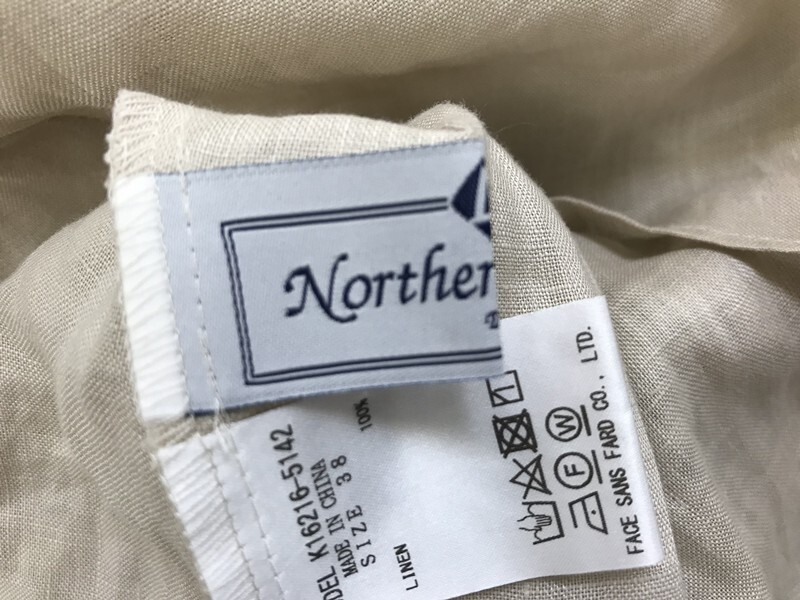 Norther
DEL K16216-5142
MADE IN CHINA
SIZE 38
100%
LINEN
F
W
FACE SANS FARD CO., LTD.